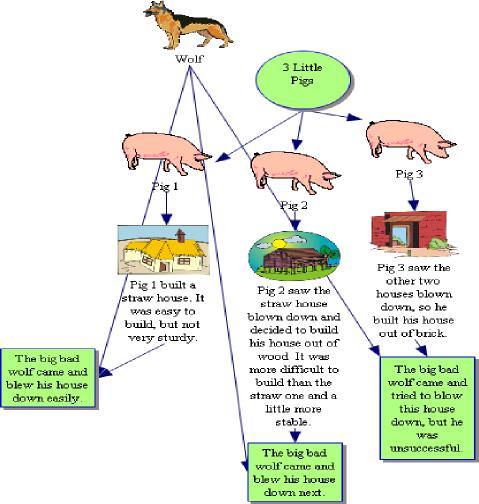 Wolf
3 Little
Pigs
Pig 1
Pig 2
Pig 3
Pig 1 built a
straw house. It
was easy to
build, but not
very sturdy.
Pig 2 saw the
straw house
blown down and
decided to build
his house out of
wood. It was
more difficult to
build than the
straw one and a
little more
stable.
Pig 3 saw the
other two
houses blown
down, so he
built his house
out of brick.
The big bad
wolf came and
blew his house
down easily.
The big bad
wolf came and
blew his house
down next.
The big bad
wolf came and
tried to blow
this house
down, but he
was
unsuccessful.